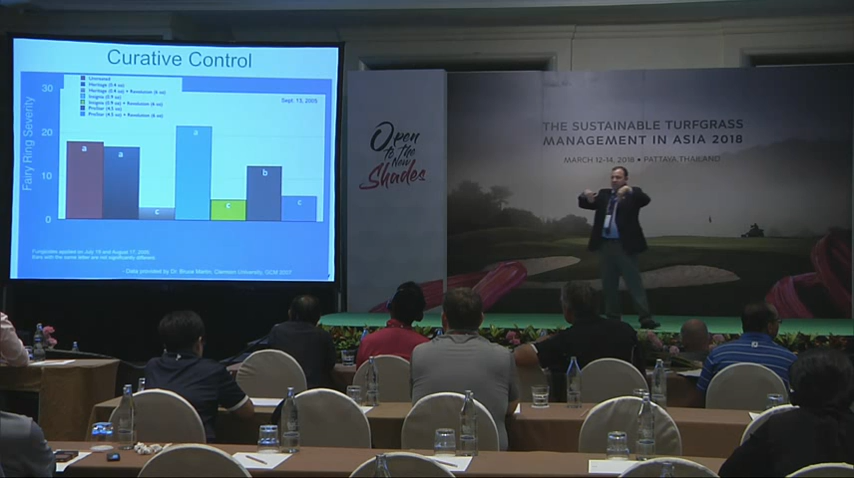 Curative Control
Untreated
Heritage (0.4 oz)
Heritage (0.4 oz) + Revolution (6 oz)
Insignia (0.9 oz)
Insignia (0.9 oz) + Revolution (6 oz)
ProStar (4.5 oz)
ProStar (4.5 oz) + Revolution (6 oz)
Sept. 13, 2005
Fairy Ring Severity
30
20
10
0
a
a
c
a
c
b
c
Fungicides applied on July 19 and August 17, 2005.
Bars with the same letter are not significantly different
- Data provided by Dr. Bruce Martin, Clemson University, GCM 2007
Open
to The
New
Shades
THE SUSTAINABLE TURFGRASS
MANAGEMENT IN ASIA 2018
MARCH 12-14, 2018 • PATTAYA THAILAND